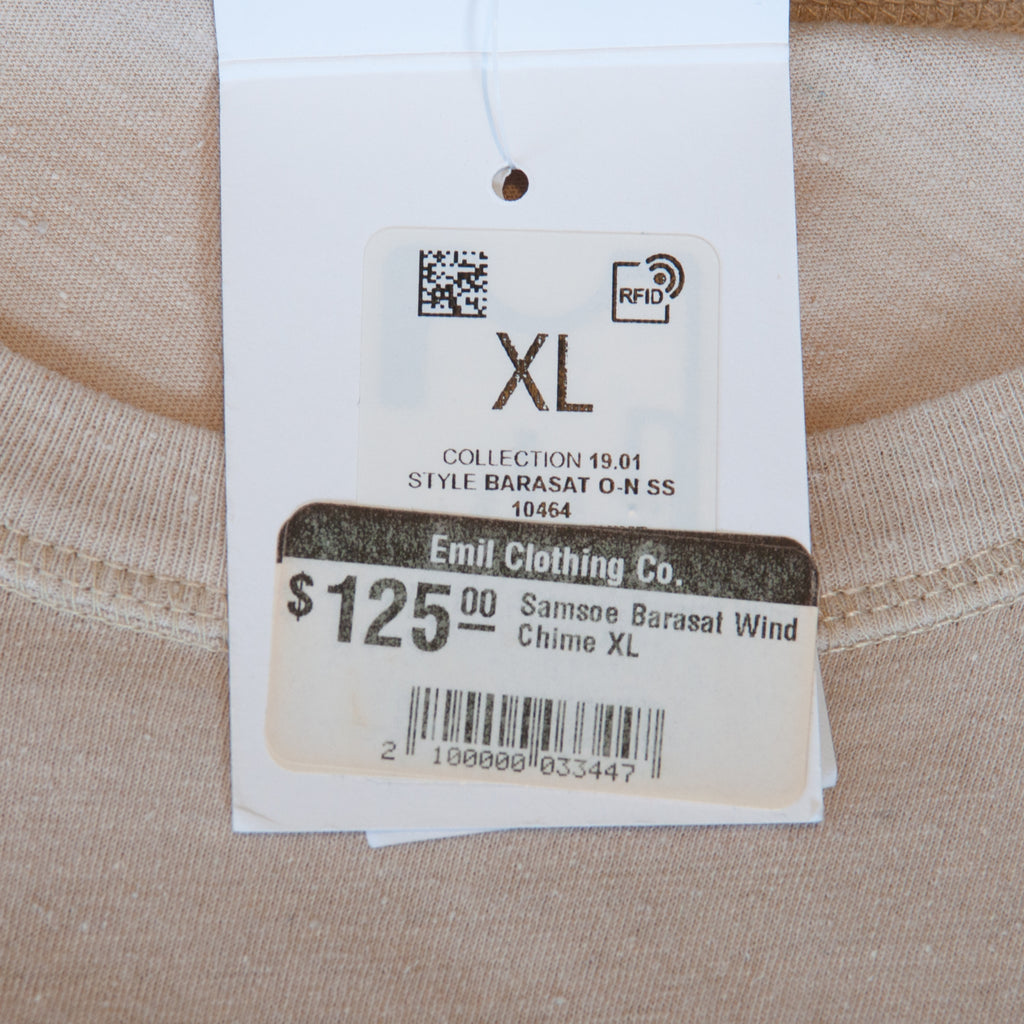 RFID
XL
COLLECTION 19.01
STYLE BARASAT O-N SS
10464
Emil Clothing Co.
$125.00 Samsoe Barasat Wind
Chime XL
2 100000 033447